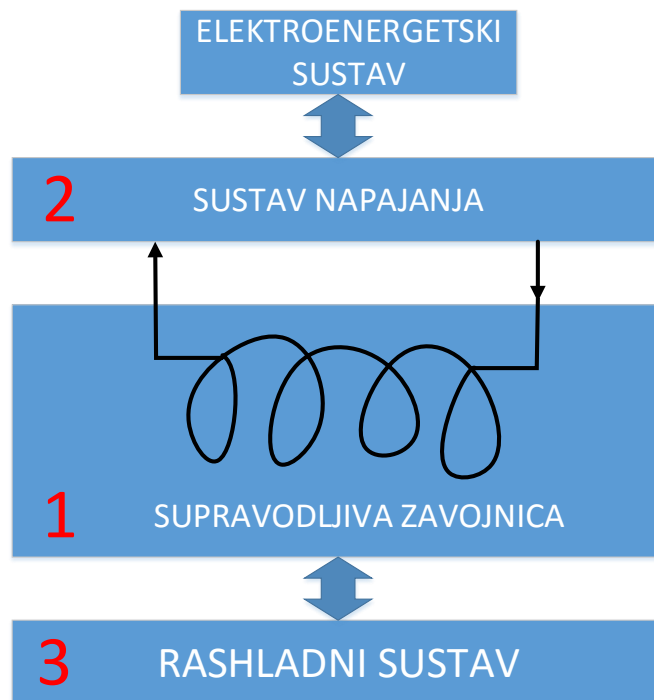 ELEKTROENERGETSKI
SUSTAV
2 SUSTAV NAPAJANJA
1 SUPRAVODLJIVA ZAVOJNICA
3 RASHLADNI SUSTAV